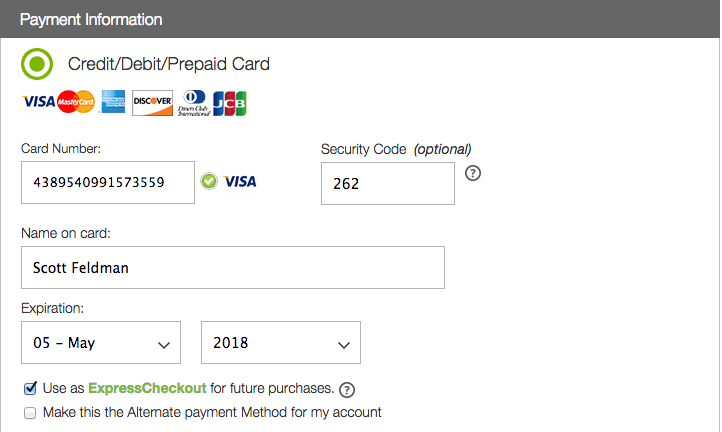 Payment Information
Credit/Debit/Prepaid Card
VISA MasterCard AMERICAN EXPRESS DISCOVER Diners Club International JCB
Card Number: Security Code (optional)
4389540991573559 VISA 262 ?
Name on card:
Scott Feldman
Expiration:
05 - May 2018
Use as ExpressCheckout for future purchases. ?
Make this the Alternate payment Method for my account